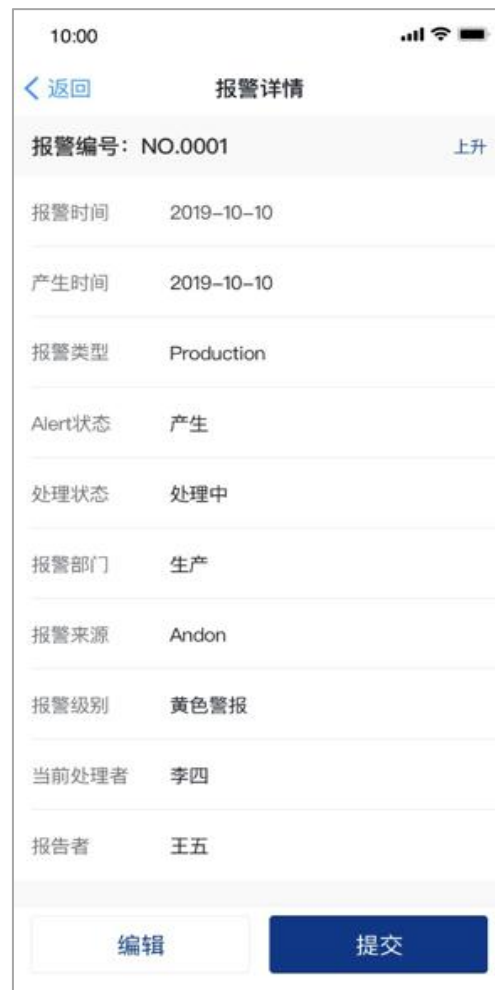 10:00
返回 报警详情
报警编号：NO.0001 上升
报警时间 2019-10-10
产生时间 2019-10-10
报警类型 Production
Alert状态 产生
处理状态 处理中
报警部门 生产
报警来源 Andon
报警级别 黄色警报
当前处理者 李四
报告者 王五
编辑 提交